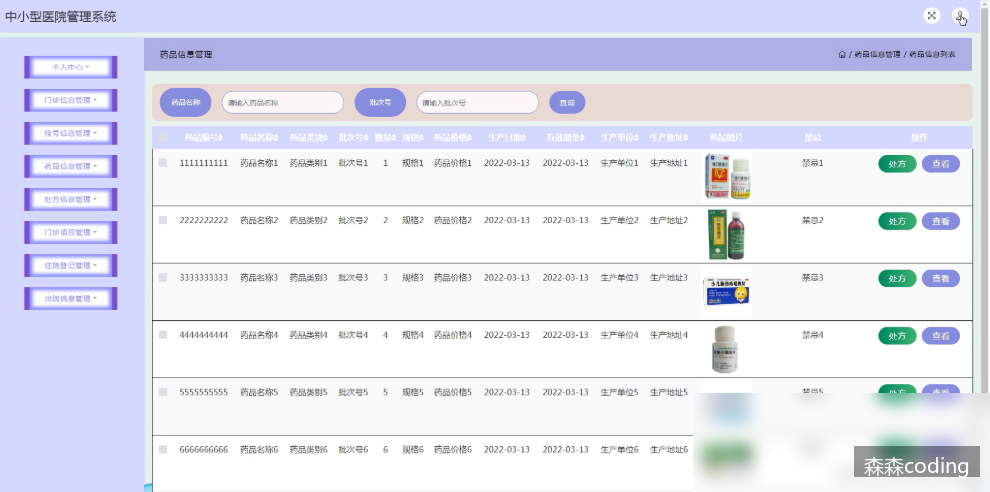 中小型医院管理系统
药品信息管理
/ 药品信息管理 / 药品信息列表
个人中心
门诊信息管理
挂号信息管理
药品信息管理
处方信息管理
门诊项目管理
住院登记管理
出院信息管理
药品名称 请输入药品名称 批次号 请输入批次号 查询
药品编号 药品名称 药品类别 批次号 数量 规格 药品价格 生产日期 有效期至 生产单位 生产地址 药品图片 禁忌 操作
1111111111 药品名称1 药品类别1 批次号1 1 规格1 药品价格1 2022-03-13 2022-03-13 生产单位1 生产地址1 禁忌1 处方 查看
2222222222 药品名称2 药品类别2 批次号2 2 规格2 药品价格2 2022-03-13 2022-03-13 生产单位2 生产地址2 禁忌2 处方 查看
3333333333 药品名称3 药品类别3 批次号3 3 规格3 药品价格3 2022-03-13 2022-03-13 生产单位3 生产地址3 禁忌3 处方 查看
4444444444 药品名称4 药品类别4 批次号4 4 规格4 药品价格4 2022-03-13 2022-03-13 生产单位4 生产地址4 禁忌4 处方 查看
5555555555 药品名称5 药品类别5 批次号5 5 规格5 药品价格5 2022-03-13 2022-03-13 生产单位5 生产地址5 禁忌5 处方 查看
6666666666 药品名称6 药品类别6 批次号6 6 规格6 药品价格6 2022-03-13 2022-03-13 生产单位6 生产地址6
森森coding